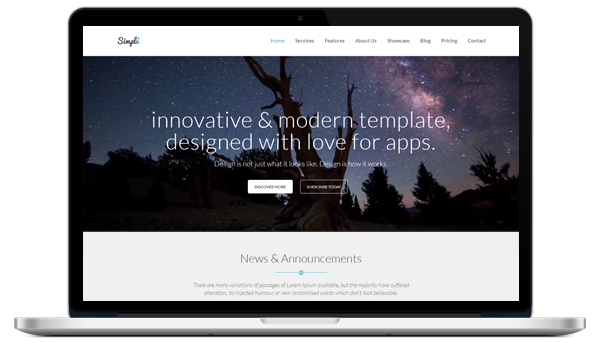 Simplé
Home Services Features About Us Showcase Blog Pricing Contact
innovative & modern template,
designed with love for apps.
Design is not just what it looks like. Design is how it works.
DISCOVER MORE SUBSCRIBE TODAY
News & Announcements
There are many variations of passages of Lorem Ipsum available, but the majority have suffered
alteration, by injected humour, or new randomised words which don't look believable.